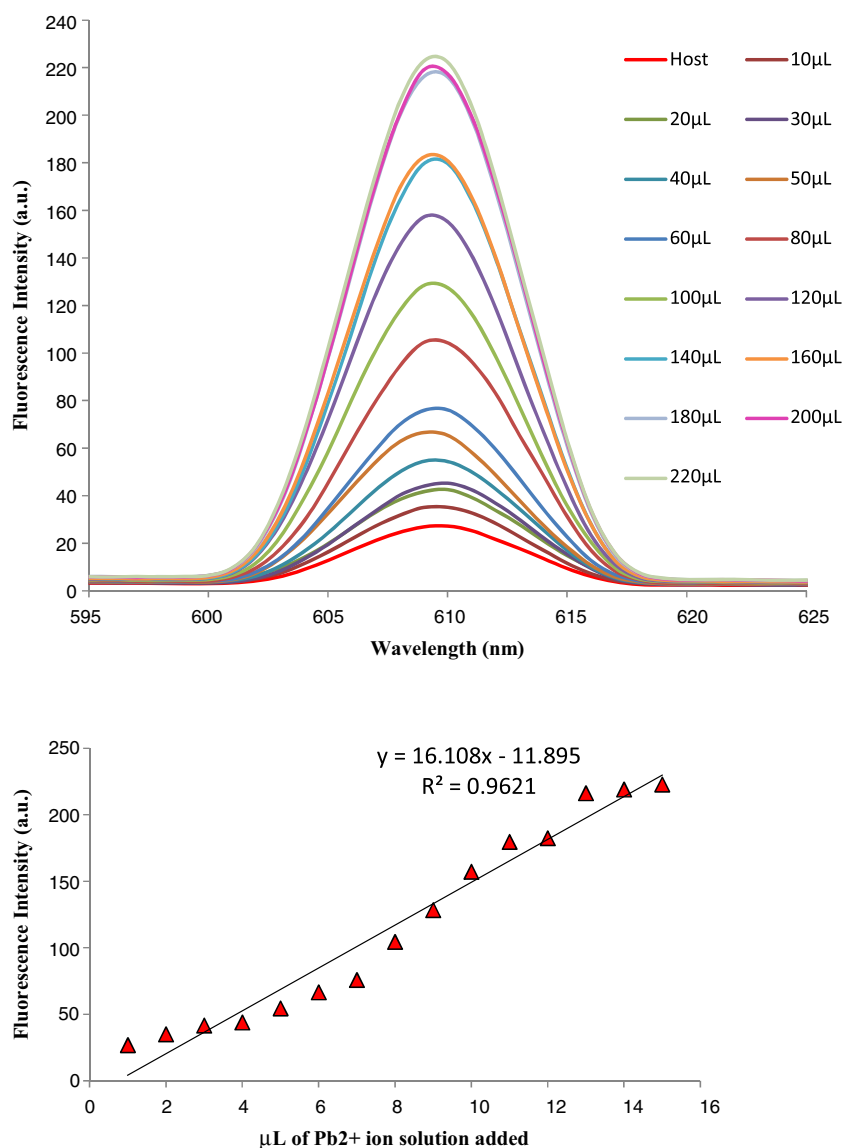 240
220
200
180
160
140
120
100
80
60
40
20
0
Fluorescence Intensity (a.u.)
595 600 605 610 615 620 625
Wavelength (nm)
Host 10µL
20µL 30µL
40µL 50µL
60µL 80µL
100µL 120µL
140µL 160µL
180µL 200µL
220µL
250
200
150
100
50
0
Fluorescence Intensity (a.u.)
y = 16.108x - 11.895
R² = 0.9621
0 2 4 6 8 10 12 14 16
µL of Pb2+ ion solution added